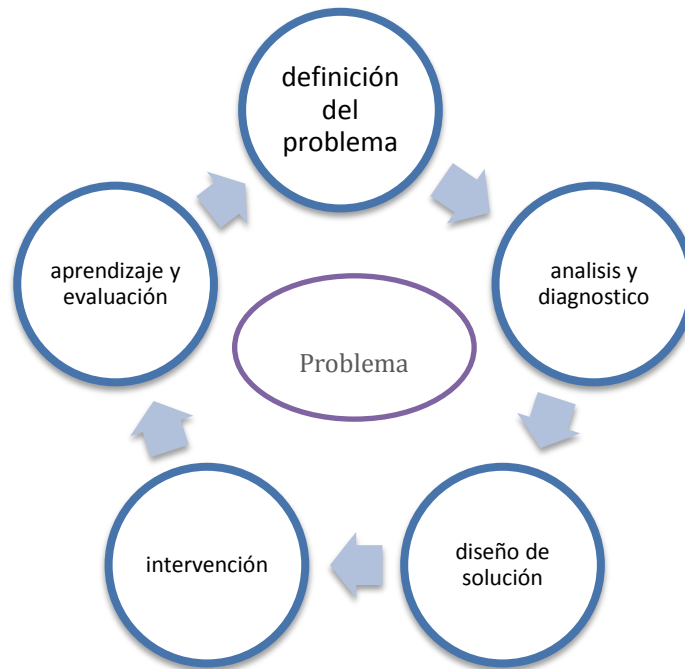 definición
del
problema
analisis y
diagnostico
diseño de
solución
intervención
aprendizaje y
evaluación
Problema